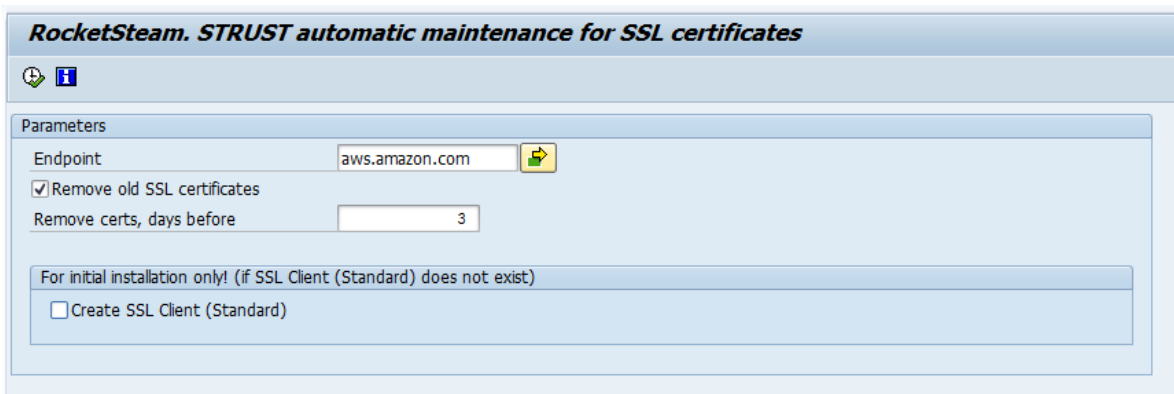 RocketSteam. STRUST automatic maintenance for SSL certificates
Parameters
Endpoint aws.amazon.com
Remove old SSL certificates
Remove certs, days before 3
For initial installation only! (if SSL Client (Standard) does not exist)
Create SSL Client (Standard)